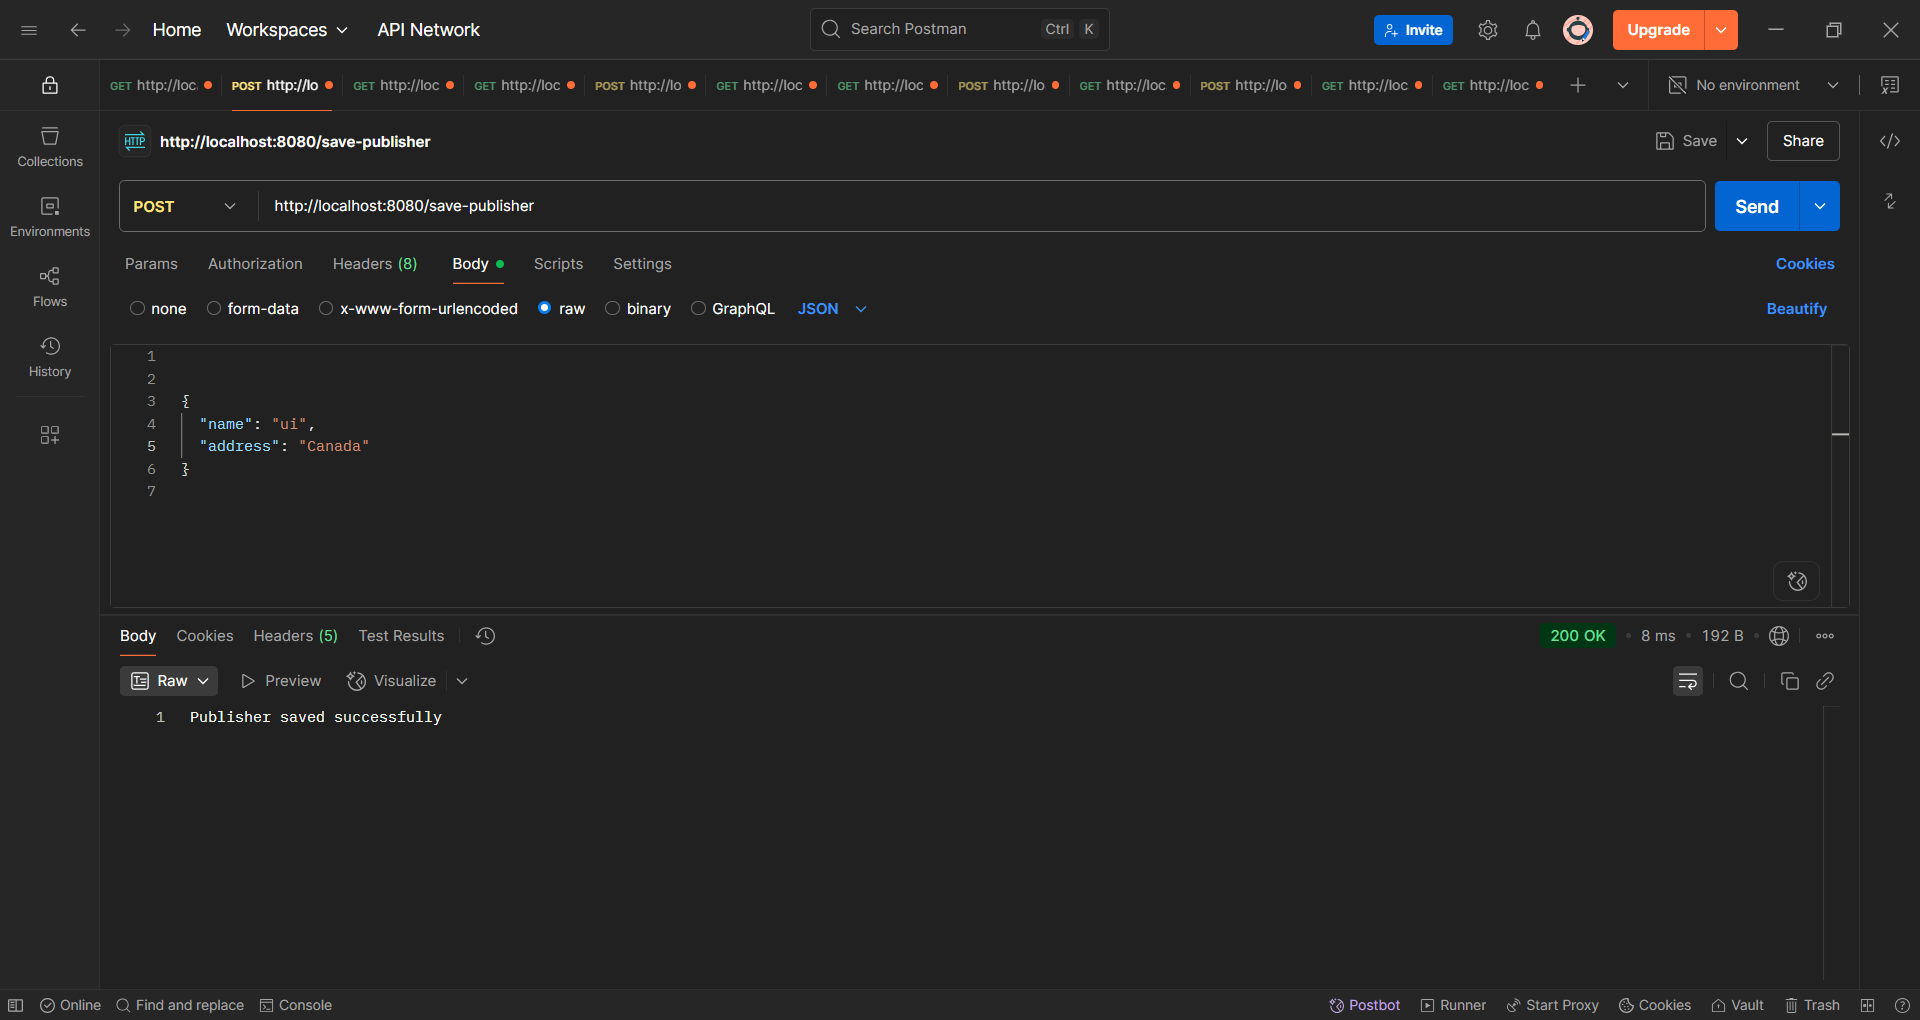 Home Workspaces API Network Search Postman Ctrl K Invite Upgrade
GET http://loc POST http://lo GET http://loc GET http://loc POST http://lo GET http://loc GET http://loc POST http://lo GET http://loc POST http://lo GET http://loc GET http://loc No environment
HTTP http://localhost:8080/save-publisher Save Share
POST http://localhost:8080/save-publisher Send
Params Authorization Headers (8) Body Scripts Settings Cookies
none form-data x-www-form-urlencoded raw binary GraphQL JSON Beautify
Collections
Environments
Flows
History
1
2
3 {
4 "name": "ui",
5 "address": "Canada"
6 }
7
Body Cookies Headers (5) Test Results 200 OK • 8 ms • 192 B •
Raw Preview Visualize
1 Publisher saved successfully
Online Find and replace Console Postbot Runner Start Proxy Cookies Vault Trash